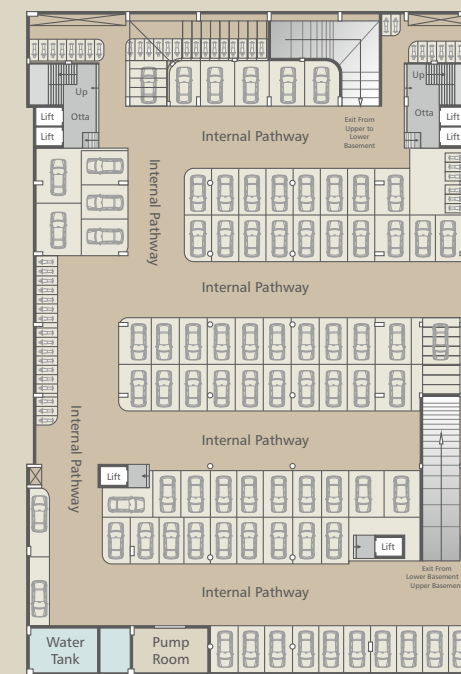 Up
Otta
Lift
Lift
Internal Pathway
Exit From
Upper to
Lower
Basement
Up
Otta
Lift
Lift
Internal Pathway
Internal Pathway
Internal Pathway
Internal Pathway
Lift
Lift
Exit From
Lower Basement
Upper Basement
Internal Pathway
Water
Tank
Pump
Room